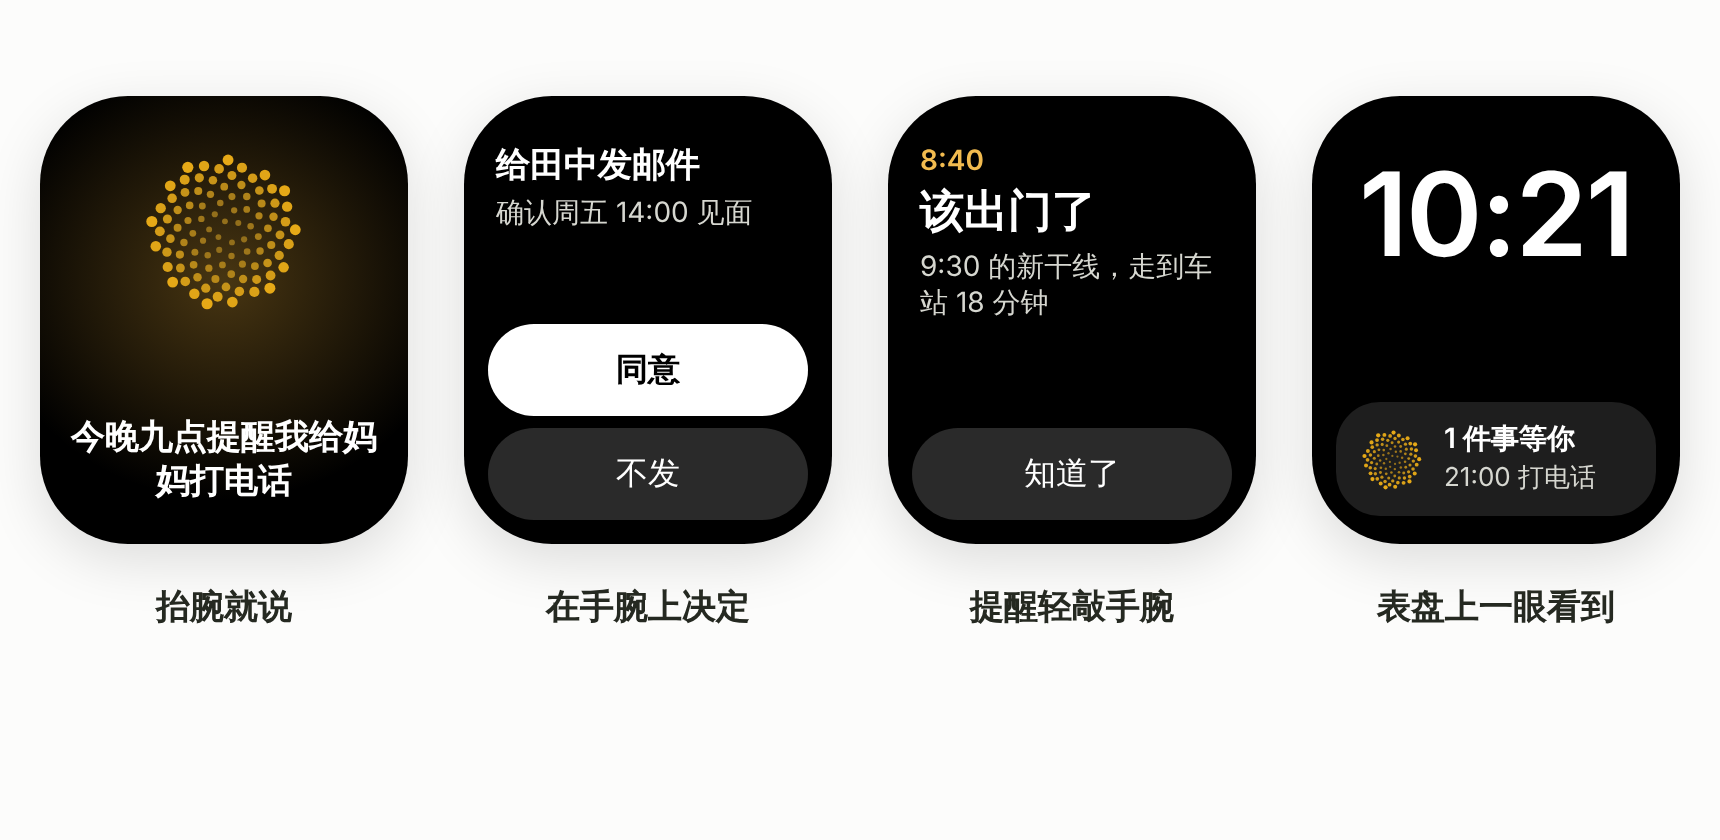 今晚九点提醒我给妈
妈打电话
抬腕就说
给田中发邮件
确认周五 14:00 见面
同意
不发
在手腕上决定
8:40
该出门了
9:30 的新干线，走到车
站 18 分钟
知道了
提醒轻敲手腕
10:21
1 件事等你
21:00 打电话
表盘上一眼看到